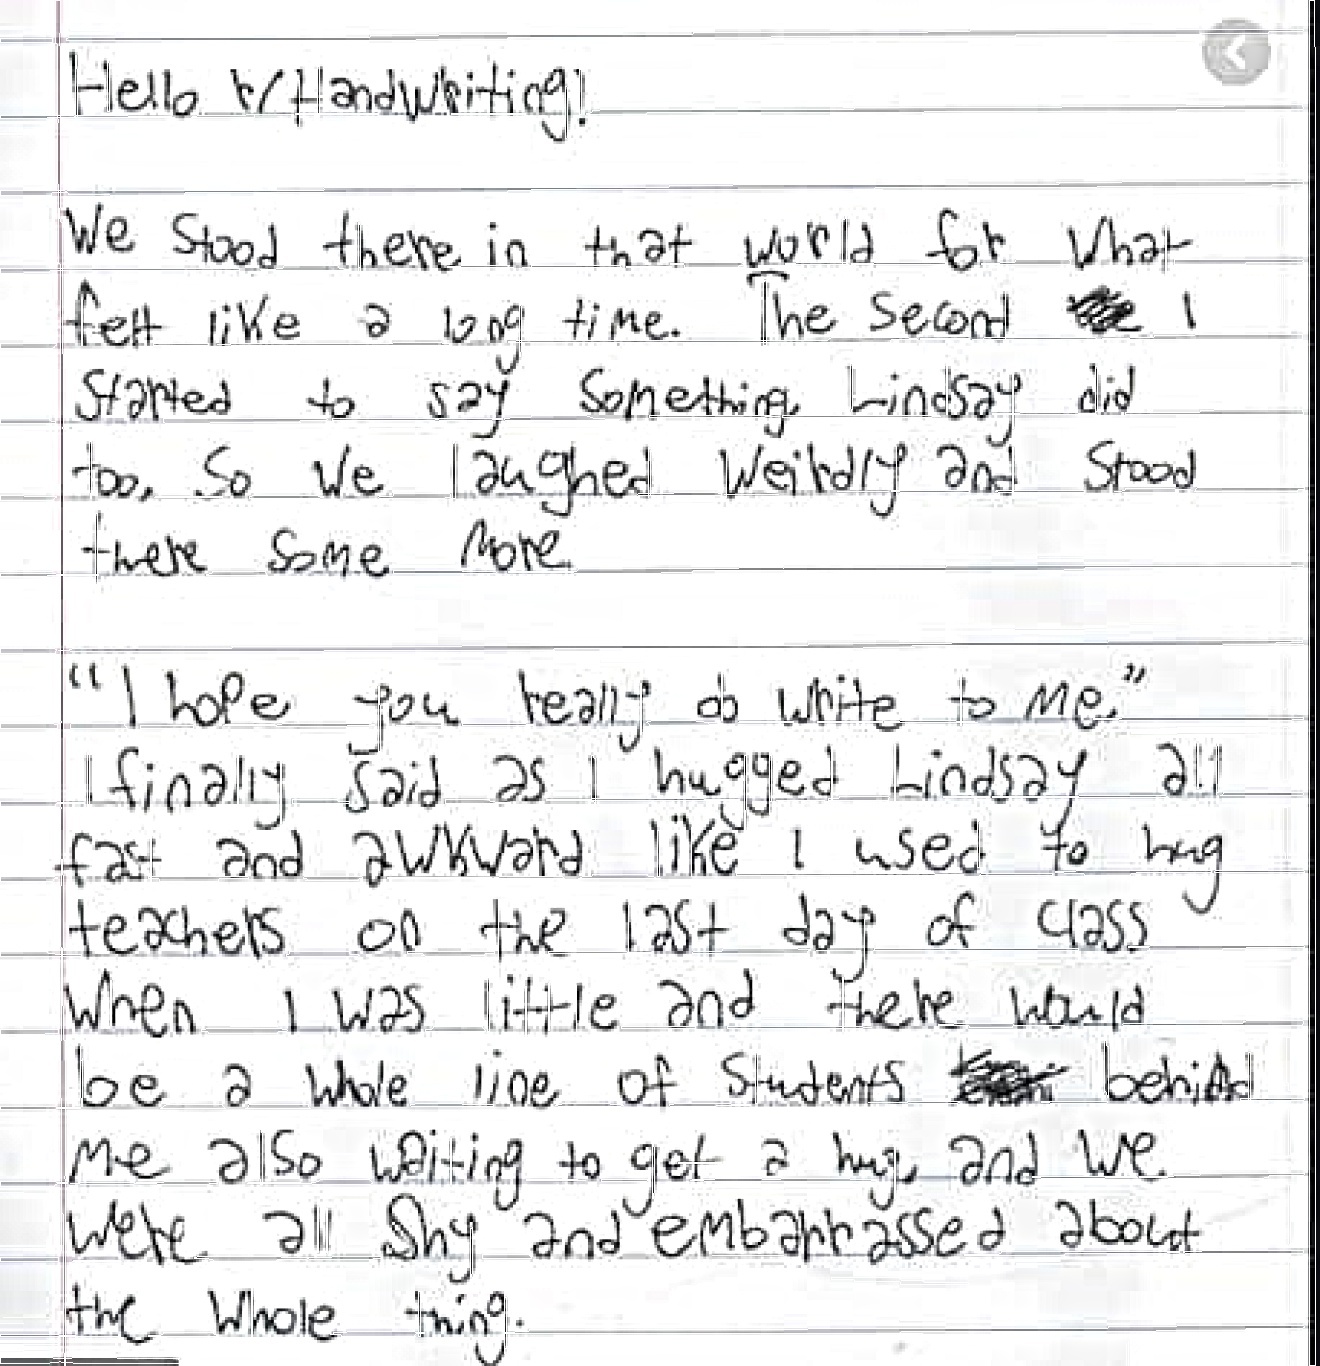 Hello r/Handwriting!
We stood there in that world for what
felt like a long time. The second I
started to say something, Lindsay did
too, so we laughed weirdly and stood
there some more.
"I hope you really do write to me."
I finally said as I hugged Lindsay all
fast and awkward like I used to hug
teachers on the last day of class
when I was little and there would
be a whole line of students behind
me also waiting to get a hug, and we
were all shy and embarrassed about
the whole thing.